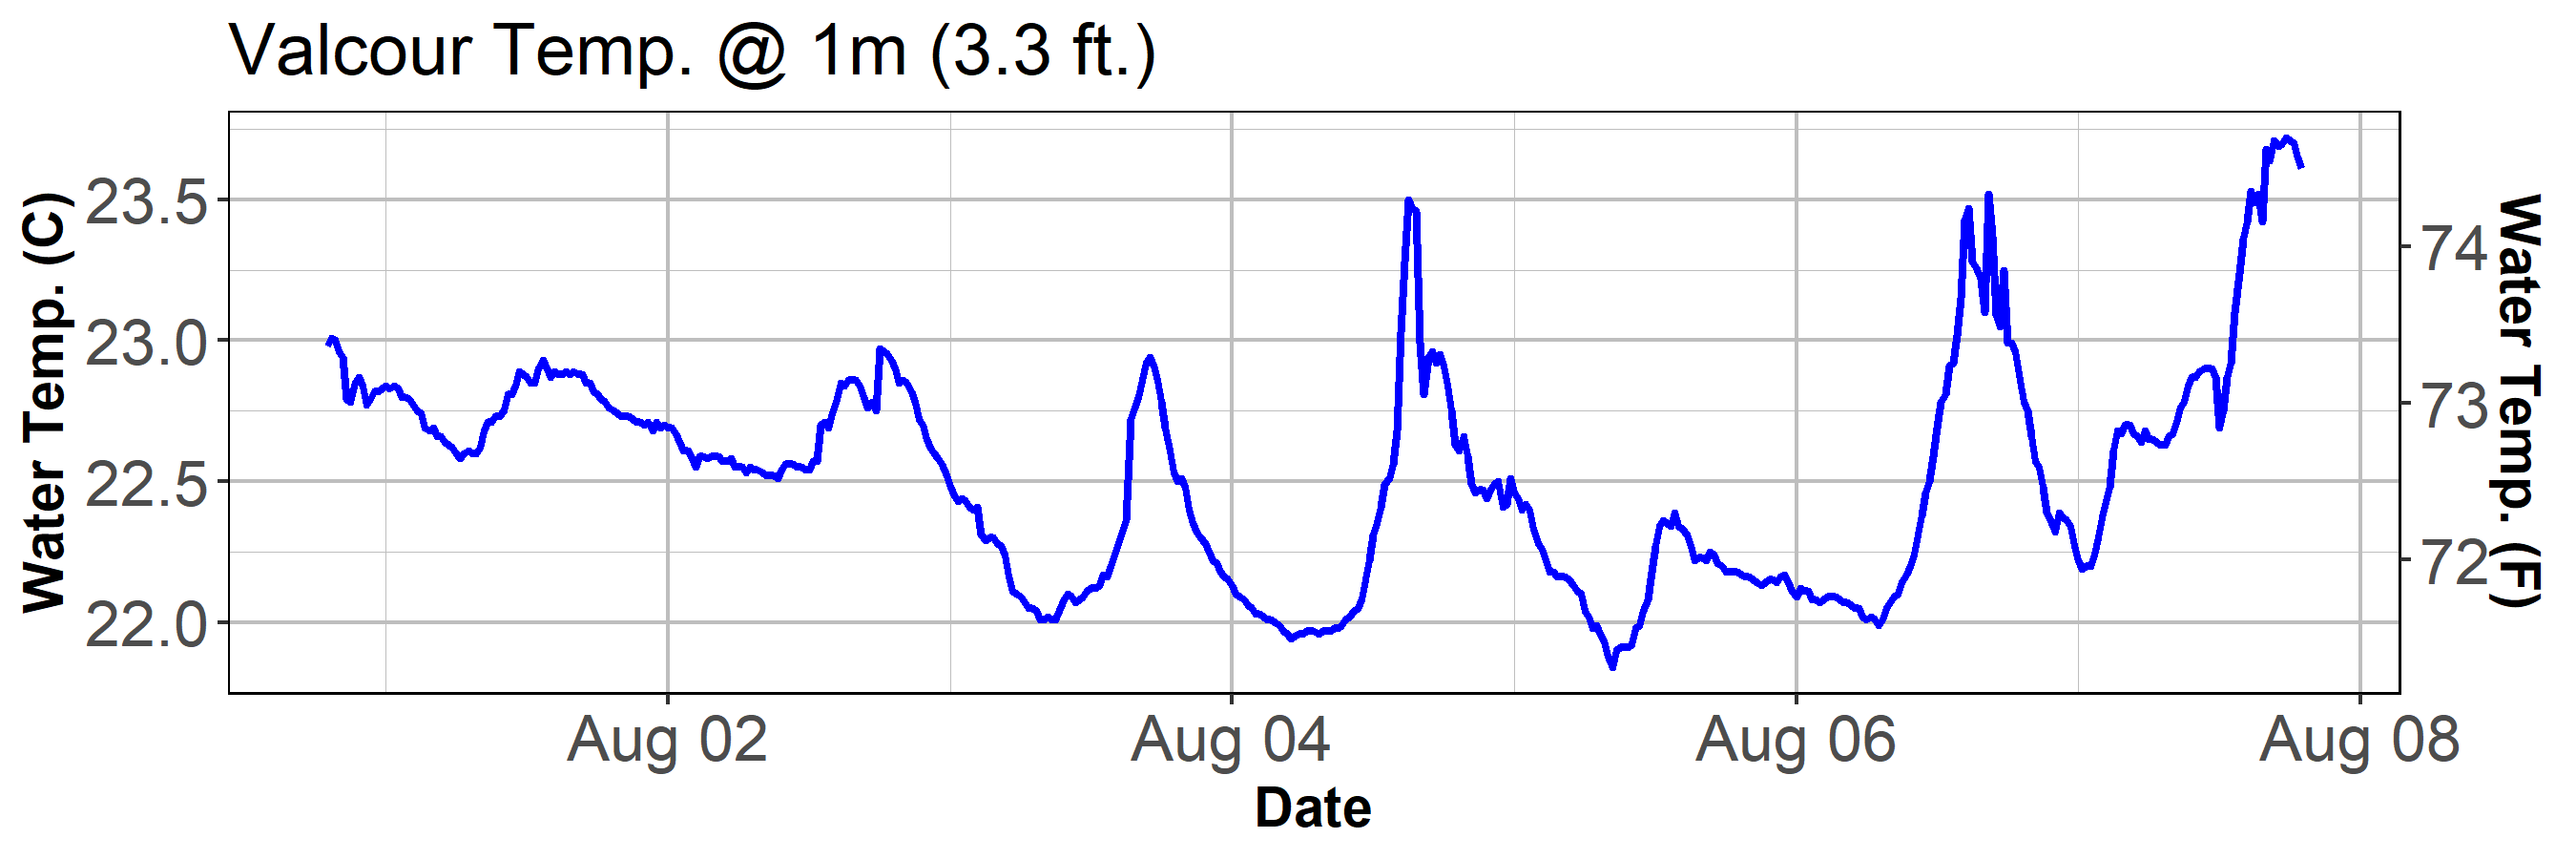 Valcour Temp. @ 1m (3.3 ft.)
Water Temp. (C)
23.5
23.0
22.5
22.0
74
73
72
Water Temp. (F)
Aug 02
Aug 04
Aug 06
Aug 08
Date